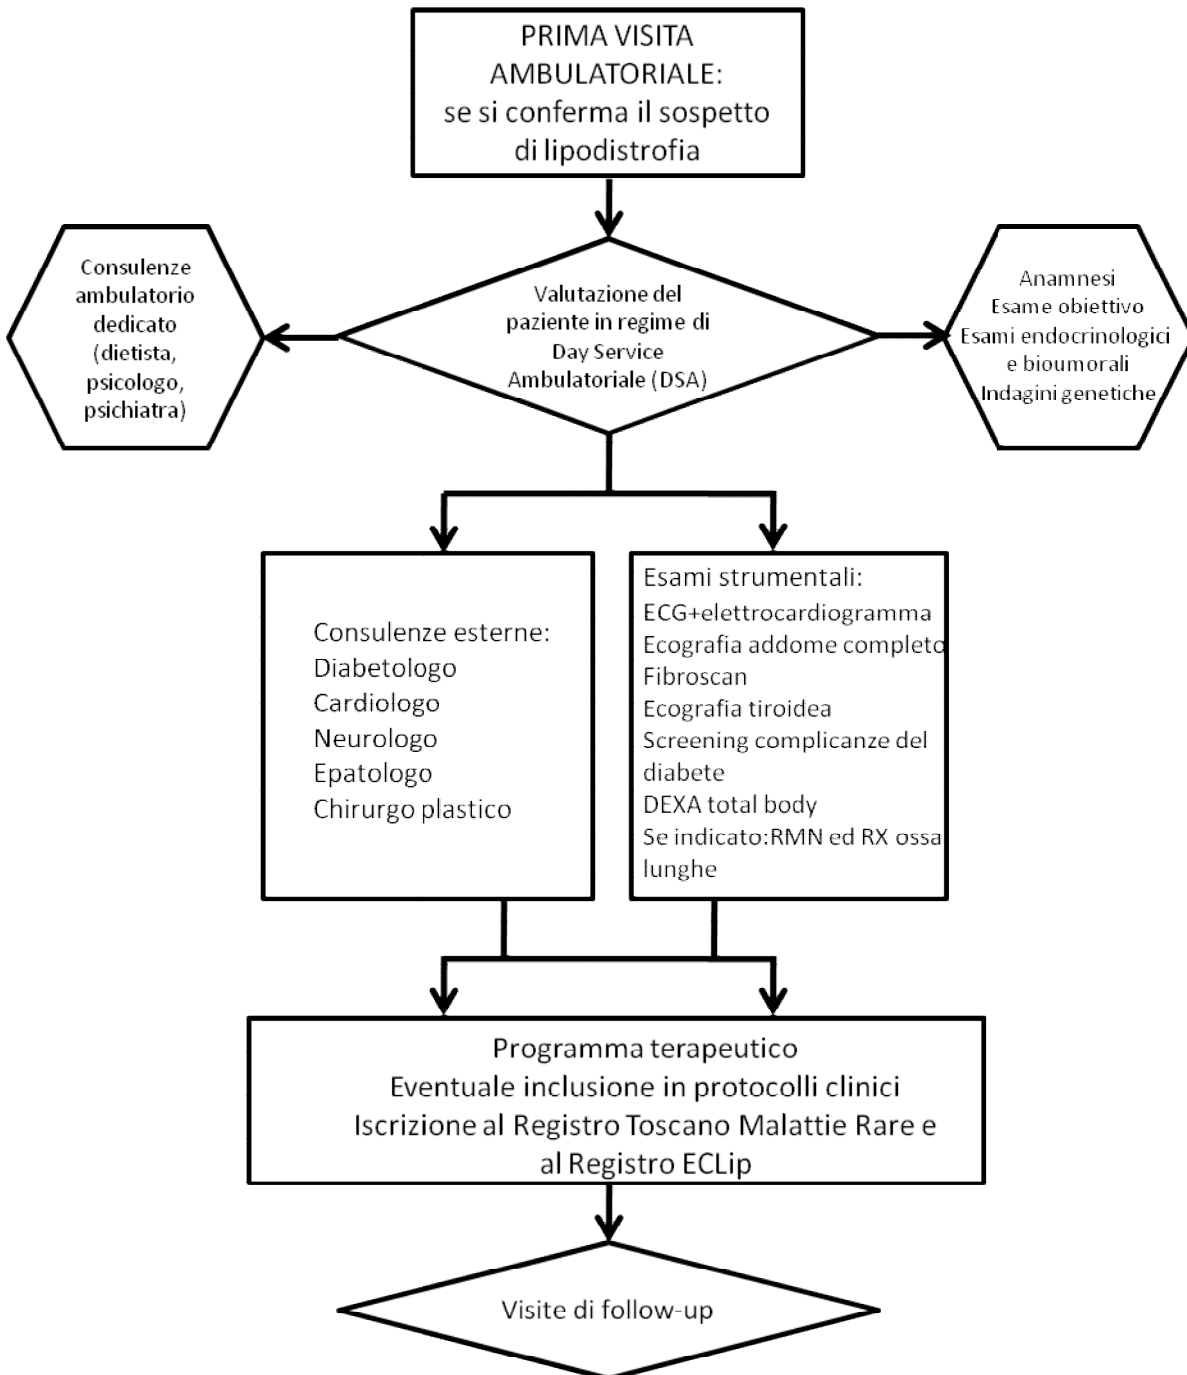 PRIMA VISITA
AMBULATORIALE:
se si conferma il sospetto
di lipodistrofia
Consulenze
ambulatorio
dedicato
(dietista,
psicologo,
psichiatra)
Valutazione del
paziente in regime di
Day Service
Ambulatoriale (DSA)
Anamnesi
Esame obiettivo
Esami endocrinologici
e bioumorali
Indagini genetiche
Consulenze esterne:
Diabetologo
Cardiologo
Neurologo
Epatologo
Chirurgo plastico
Esami strumentali:
ECG+elettrocardiogramma
Ecografia addome completo
Fibroscan
Ecografia tiroidea
Screening complicanze del
diabete
DEXA total body
Se indicato:RMN ed RX ossa
lunghe
Programma terapeutico
Eventuale inclusione in protocolli clinici
Iscrizione al Registro Toscano Malattie Rare e
al Registro ECLip
Visite di follow-up